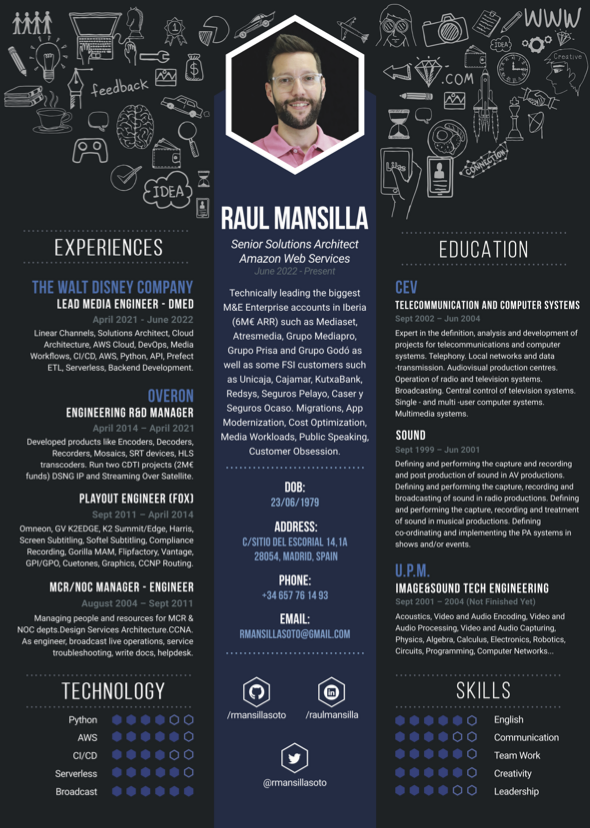 WWW
IDEA
Creative
.COM
feedback
IDEA
LIKES
CONNECTION
RAUL MANSILLA
Senior Solutions Architect
Amazon Web Services
June 2022 - Present
Technically leading the biggest
M&E Enterprise accounts in Iberia
(6M€ ARR) such as Mediaset,
Atresmedia, Grupo Mediapro,
Grupo Prisa and Grupo Godó as
well as some FSI customers such
as Unicaja, Cajamar, KutxaBank,
Redsys, Seguros Pelayo, Caser y
Seguros Ocaso. Migrations, App
Modernization, Cost Optimization,
Media Workloads, Public Speaking,
Customer Obsession.
DOB:
23/06/1979
ADDRESS:
C/SITIO DEL ESCORIAL 14,1A
28054, MADRID, SPAIN
PHONE:
+34 657 76 14 93
EMAIL:
RMANSILLASOTO@GMAIL.COM
/rmansillasoto
/raulmansilla
@rmansillasoto
EXPERIENCES
THE WALT DISNEY COMPANY
LEAD MEDIA ENGINEER - DMED
April 2021 - June 2022
Linear Channels, Solutions Architect, Cloud
Architecture, AWS Cloud, DevOps, Media
Workflows, CI/CD, AWS, Python, API, Prefect
ETL, Serverless, Backend Development.
OVERON
ENGINEERING R&D MANAGER
April 2014 – April 2021
Developed products like Encoders, Decoders,
Recorders, Mosaics, SRT devices, HLS
transcoders. Run two CDTI projects (2M€
funds) DSNG IP and Streaming Over Satellite.
PLAYOUT ENGINEER (FOX)
Sept 2011 – April 2014
Omneon, GV K2EDGE, K2 Summit/Edge, Harris,
Screen Subtitling, Softel Subtitling, Compliance
Recording, Gorilla MAM, Flipfactory, Vantage,
GPI/GPO, Cuetones, Graphics, CCNP Routing.
MCR/NOC MANAGER - ENGINEER
August 2004 – Sept 2011
Managing people and resources for MCR &
NOC depts.Design Services Architecture.CCNA.
As engineer, broadcast live operations, service
troubleshooting, write docs, helpdesk.
TECHNOLOGY
Python
AWS
CI/CD
Serverless
Broadcast
EDUCATION
CEV
TELECOMMUNICATION AND COMPUTER SYSTEMS
Sept 2002 – Jun 2004
Expert in the definition, analysis and development of
projects for telecommunications and computer
systems. Telephony. Local networks and data
-transmission. Audiovisual production centres.
Operation of radio and television systems.
Broadcasting. Central control of television systems.
Single - and multi -user computer systems.
Multimedia systems.
SOUND
Sept 1999 – Jun 2001
Defining and performing the capture and recording
and post production of sound in AV productions.
Defining and performing the capture, recording and
broadcasting of sound in radio productions. Defining
and performing the capture, recording and treatment
of sound in musical productions. Defining
co-ordinating and implementing the PA systems in
shows and/or events.
U.P.M.
IMAGE&SOUND TECH ENGINEERING
Sept 2001 – 2004 (Not Finished Yet)
Acoustics, Video and Audio Encoding, Video and
Audio Processing, Video and Audio Capturing,
Physics, Algebra, Calculus, Electronics, Robotics,
Circuits, Programming, Computer Networks...
SKILLS
English
Communication
Team Work
Creativity
Leadership